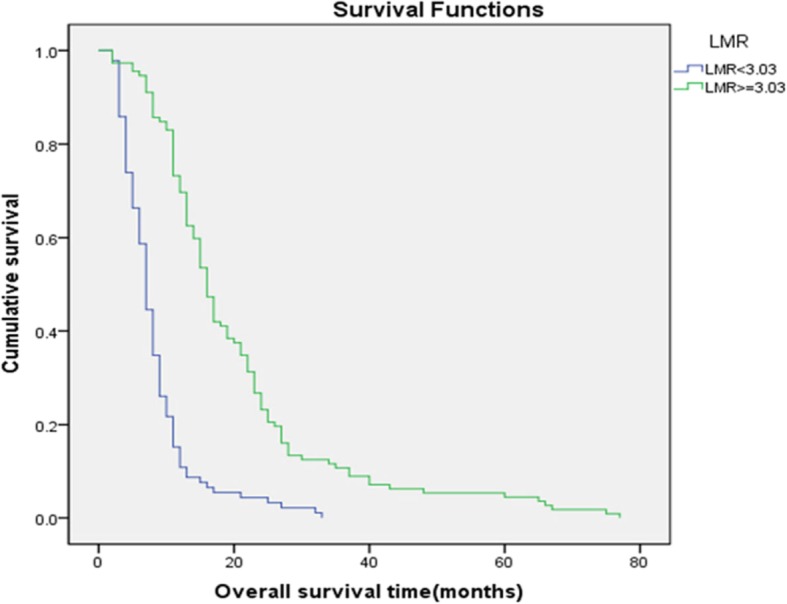 Survival Functions
LMR
LMR<3.03
LMR>=3.03
1.0
0.8
0.6
0.4
0.2
0.0
Cumulative survival
0 20 40 60 80
Overall survival time(months)